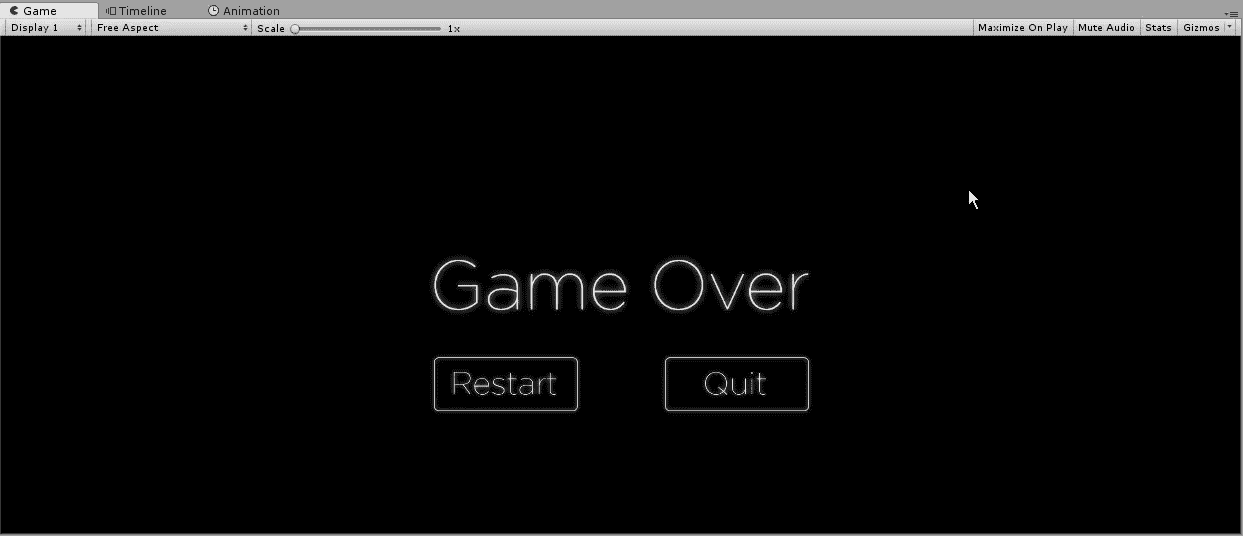 Game Timeline Animation
Display 1 Free Aspect Scale 1x Maximize On Play Mute Audio Stats Gizmos
Game Over
Restart Quit